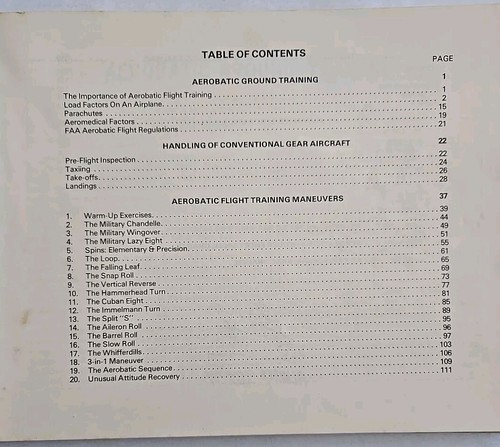 TABLE OF CONTENTS
PAGE
AEROBATIC GROUND TRAINING 1
The Importance of Aerobatic Flight Training ..... 1
Load Factors On An Airplane..... 2
Parachutes ..... 15
Aeromedical Factors ..... 19
FAA Aerobatic Flight Regulations ..... 21
HANDLING OF CONVENTIONAL GEAR AIRCRAFT 22
Pre-Flight Inspection ..... 22
Taxiing ..... 24
Take-offs..... 26
Landings ..... 28
AEROBATIC FLIGHT TRAINING MANEUVERS 37
1. Warm-Up Exercises..... 39
2. The Military Chandelle..... 44
3. The Military Wingover..... 49
4. The Military Lazy Eight ..... 51
5. Spins: Elementary & Precision..... 55
6. The Loop..... 61
7. The Falling Leaf..... 65
8. The Snap Roll ..... 69
9. The Vertical Reverse ..... 73
10. The Hammerhead Turn ..... 77
11. The Cuban Eight ..... 81
12. The Immelmann Turn ..... 85
13. The Split "S" ..... 89
14. The Aileron Roll ..... 95
15. The Barrel Roll ..... 96
16. The Slow Roll ..... 97
17. The Whifferdills..... 103
18. 3-in-1 Maneuver ..... 106
19. The Aerobatic Sequence..... 109
20. Unusual Attitude Recovery ..... 111